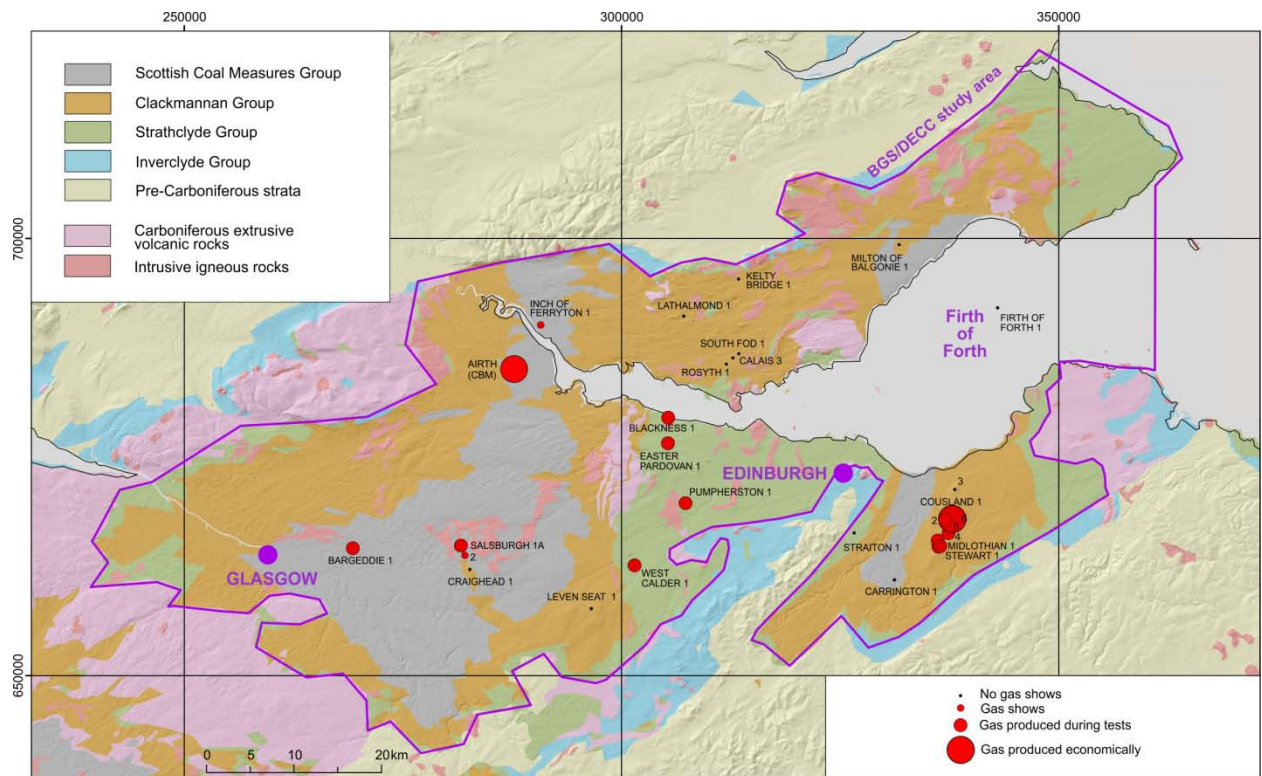 250000
300000
350000
Scottish Coal Measures Group
Clackmannan Group
Strathclyde Group
Inverclyde Group
Pre-Carboniferous strata
Carboniferous extrusive
volcanic rocks
Intrusive igneous rocks
BGS/DECC study area
700000
MILTON OF
BALGONIE 1
KELTY
BRIDGE 1
INCH OF
FERRYTON 1
LATHALMOND 1
Firth
of
Forth
FIRTH OF
FORTH 1
SOUTH FOD 1
CALAIS 3
ROSYTH 1
AIRTH
(CBM)
BLACKNESS 1
EASTER
PARDOVAN 1
EDINBURGH
PUMPHERSTON 1
3
COUSLAND 1
2
4
STRAITON 1
MIDLOTHIAN 1
STEWART 1
SALSBURGH 1A
2
BARGEDDIE 1
CRAIGHEAD 1
GLASGOW
WEST
CALDER 1
CARRINGTON 1
LEVEN SEAT 1
650000
0 5 10 20km
No gas shows
Gas shows
Gas produced during tests
Gas produced economically